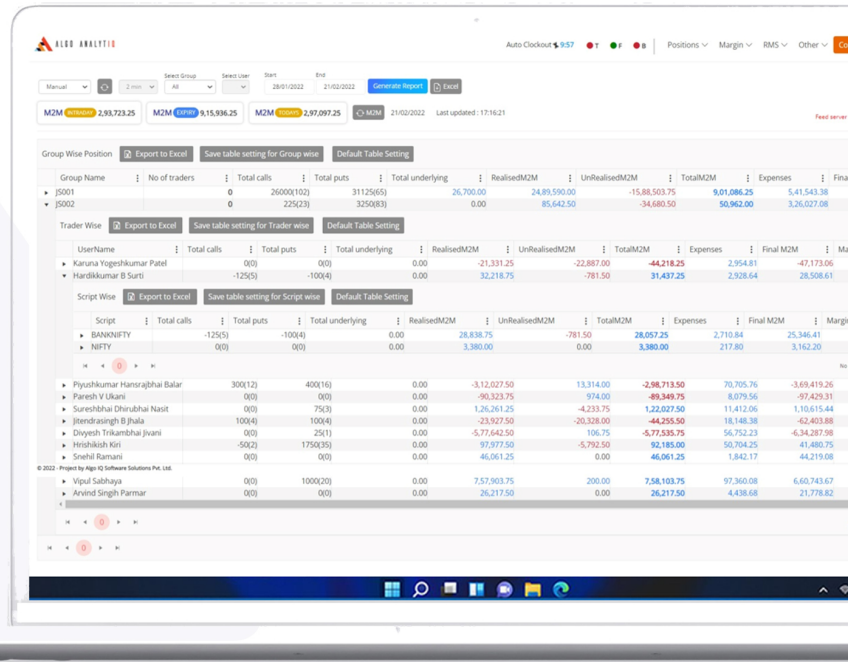 ALGO ANALYTIQ Auto Clockout 9:57 T F B Positions Margin RMS Other Co
Select Group Select User Start End
Manual 2 min All 28/01/2022 21/02/2022 Generate Report Excel
M2M INTRADAY 2,93,723.25 M2M EXPIRY 9,15,936.25 M2M TODAYS 2,97,097.25 M2M 21/02/2022 Last updated : 17:16:21
Feed server
Group Wise Position Export to Excel Save table setting for Group wise Default Table Setting
Group Name No of traders Total calls Total puts Total underlying RealisedM2M UnRealisedM2M TotalM2M Expenses Fina
JS001 0 26000(102) 31125(65) 26,700.00 24,89,590.00 -15,88,503.75 9,01,086.25 5,41,543.38
JS002 0 225(23) 3250(83) 0.00 85,642.50 -34,680.50 50,962.00 3,26,027.08
Trader Wise Export to Excel Save table setting for Trader wise Default Table Setting
UserName Total calls Total puts Total underlying RealisedM2M UnRealisedM2M TotalM2M Expenses Final M2M Ma
Karuna Yogeshkumar Patel 0(0) 0(0) 0.00 -21,331.25 -22,887.00 -44,218.25 2,954.81 -47,173.06
Hardikkumar B Surti -125(5) -100(4) 0.00 32,218.75 -781.50 31,437.25 2,928.64 28,508.61
Script Wise Export to Excel Save table setting for Script wise Default Table Setting
Script Total calls Total puts Total underlying RealisedM2M UnRealisedM2M TotalM2M Expenses Final M2M Margin
BANKNIFTY -125(5) -100(4) 0.00 28,838.75 -781.50 28,057.25 2,710.84 25,346.41
NIFTY 0(0) 0(0) 0.00 3,380.00 0.00 3,380.00 217.80 3,162.20
0 No
Piyushkumar Hansrajbhai Balar 300(12) 400(16) 0.00 -3,12,027.50 13,314.00 -2,98,713.50 70,705.76 -3,69,419.26
Paresh V Ukani 0(0) 0(0) 0.00 -90,323.75 974.00 -89,349.75 8,079.56 -97,429.31
Sureshbhai Dhirubhai Nasit 0(0) 75(3) 0.00 1,26,261.25 -4,233.75 1,22,027.50 11,412.06 1,10,615.44
Jitendrasingh B Jhala 100(4) 100(4) 0.00 -23,927.50 -20,328.00 -44,255.50 18,148.38 -62,403.88
Divyesh Trikambhai Jivani 0(0) 25(1) 0.00 -5,77,642.50 106.75 -5,77,535.75 56,752.23 -6,34,287.98
Hrishikish Kiri -50(2) 1750(35) 0.00 97,977.50 -5,792.50 92,185.00 50,704.25 41,480.75
Snehil Ramani 0(0) 0(0) 0.00 46,061.25 0.00 46,061.25 1,842.17 44,219.08
© 2022 - Project by Algo IQ Software Solutions Pvt. Ltd.
Vipul Sabhaya 0(0) 1000(20) 0.00 7,57,903.75 200.00 7,58,103.75 97,360.08 6,60,743.67
Arvind Singih Parmar 0(0) 0(0) 0.00 26,217.50 0.00 26,217.50 4,438.68 21,778.82
0
0